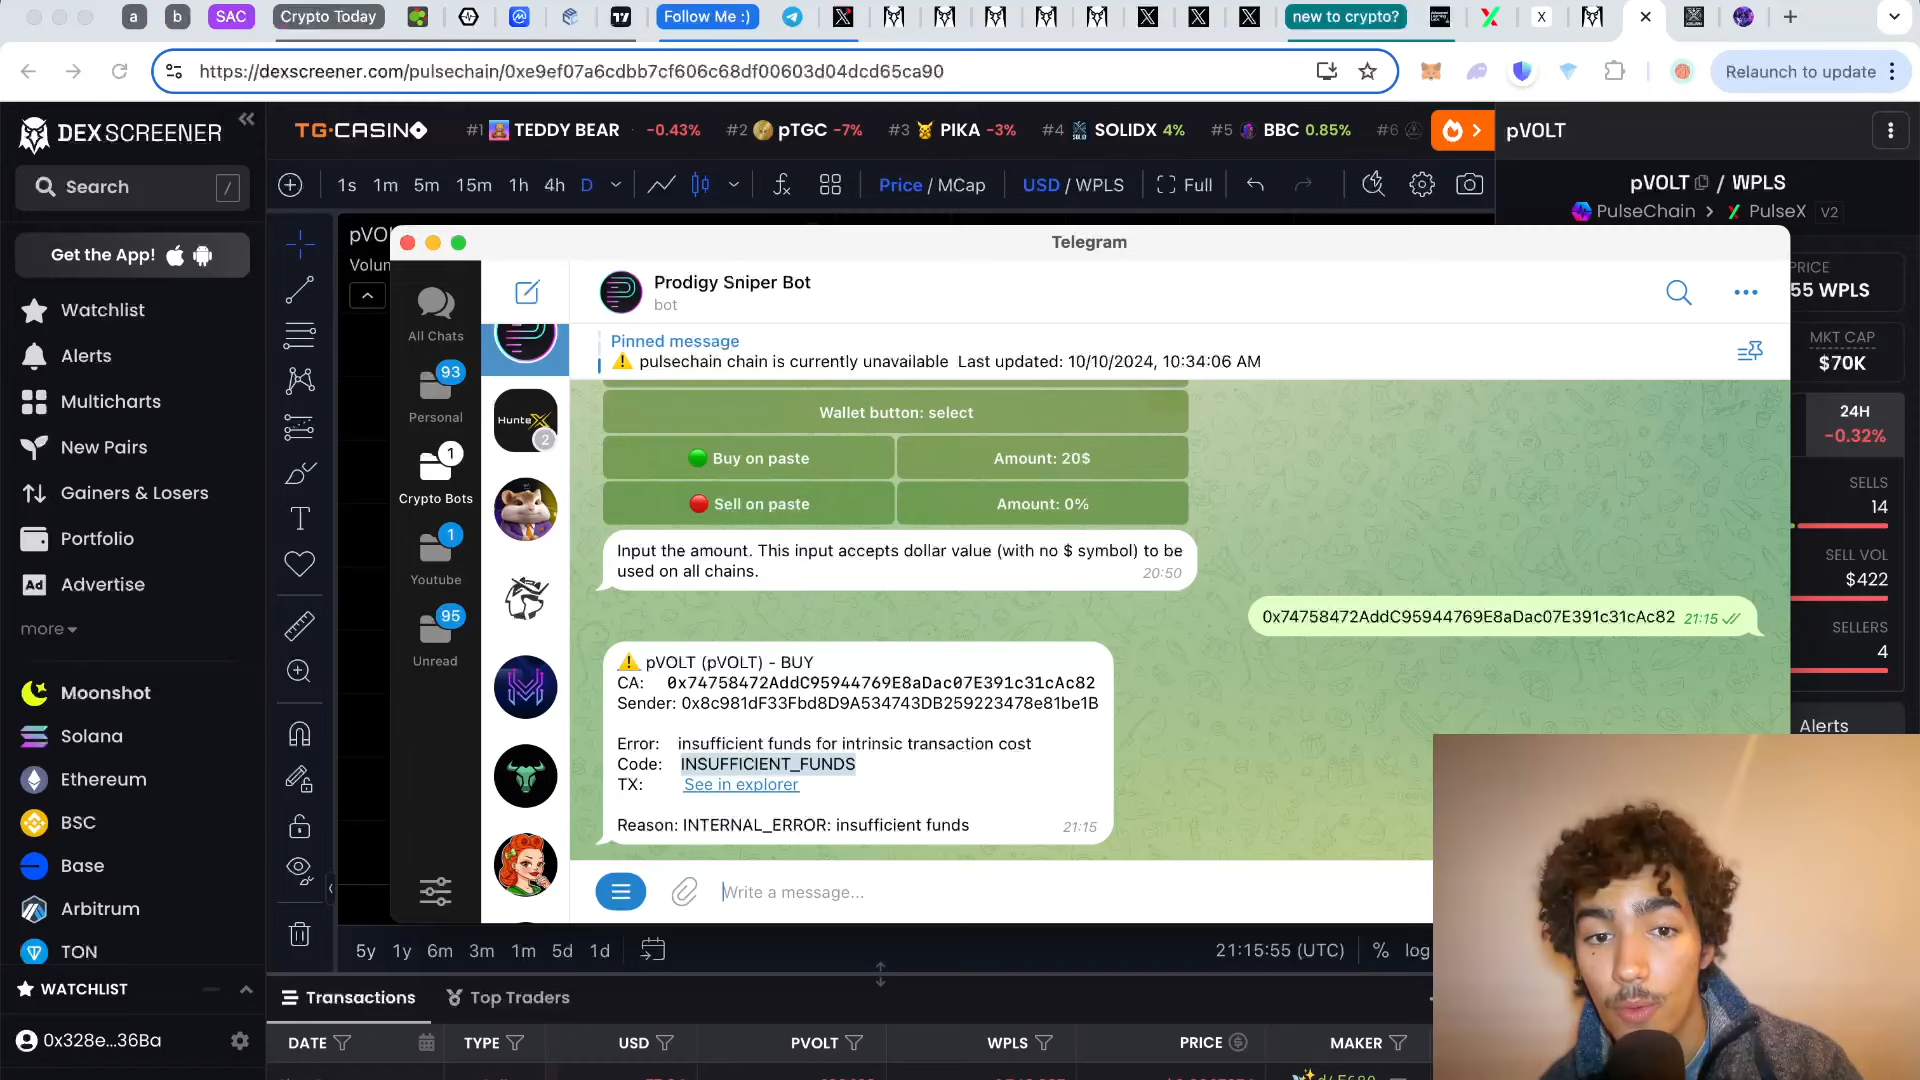 a
b
SAC
Crypto Today
Follow Me :)
new to crypto?
https://dexscreener.com/pulsechain/0xe9ef07a6cdbb7cf606c68df00603d04dcd65ca90
Relaunch to update
DEXSCREENER
TG.CASINO
#1 TEDDY BEAR -0.43%
#2 pTGC -7%
#3 PIKA -3%
#4 SOLIDX 4%
#5 BBC 0.85%
#6
pVOLT
Search /
1s 1m 5m 15m 1h 4h D
Price / MCap
USD / WPLS
Full
pVOLT / WPLS
PulseChain > PulseX V2
Get the App!
Watchlist
Alerts
Multicharts
New Pairs
Gainers & Losers
Portfolio
Ad Advertise
more
Moonshot
Solana
Ethereum
BSC
Base
Arbitrum
TON
WATCHLIST
0x328e...36Ba
pVO
Volun
Telegram
All Chats
93
Personal
1
Crypto Bots
1
Youtube
95
Unread
HunteX
2
Prodigy Sniper Bot
bot
Pinned message
⚠️ pulsechain chain is currently unavailable Last updated: 10/10/2024, 10:34:06 AM
Wallet button: select
🟢 Buy on paste
Amount: 20$
🔴 Sell on paste
Amount: 0%
Input the amount. This input accepts dollar value (with no $ symbol) to be
used on all chains. 20:50
0x74758472AddC95944769E8aDac07E391c31cAc82 21:15
⚠️ pVOLT (pVOLT) - BUY
CA: 0x74758472AddC95944769E8aDac07E391c31cAc82
Sender: 0x8c981dF33Fbd8D9A534743DB259223478e81be1B
Error: insufficient funds for intrinsic transaction cost
Code: INSUFFICIENT_FUNDS
TX: See in explorer
Reason: INTERNAL_ERROR: insufficient funds 21:15
Write a message...
PRICE
55 WPLS
MKT CAP
$70K
24H
-0.32%
SELLS
14
SELL VOL
$422
SELLERS
4
Alerts
5y 1y 6m 3m 1m 5d 1d
21:15:55 (UTC) % log
Transactions
Top Traders
DATE TYPE USD PVOLT WPLS PRICE MAKER